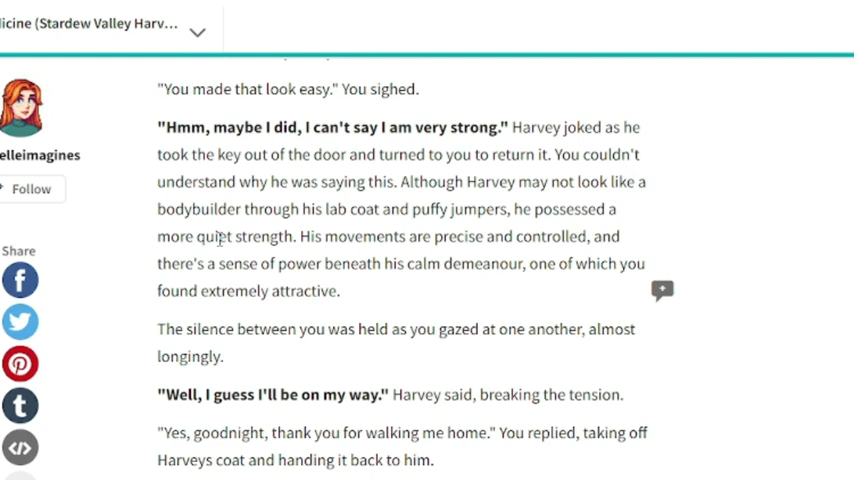 icine (Stardew Valley Harv...
"You made that look easy." You sighed.
"Hmm, maybe I did, I can't say I am very strong." Harvey joked as he
took the key out of the door and turned to you to return it. You couldn't
understand why he was saying this. Although Harvey may not look like a
bodybuilder through his lab coat and puffy jumpers, he possessed a
more quiet strength. His movements are precise and controlled, and
there's a sense of power beneath his calm demeanour, one of which you
found extremely attractive.
The silence between you was held as you gazed at one another, almost
longingly.
"Well, I guess I'll be on my way." Harvey said, breaking the tension.
"Yes, goodnight, thank you for walking me home." You replied, taking off
Harveys coat and handing it back to him.
elleimagines
Follow
Share